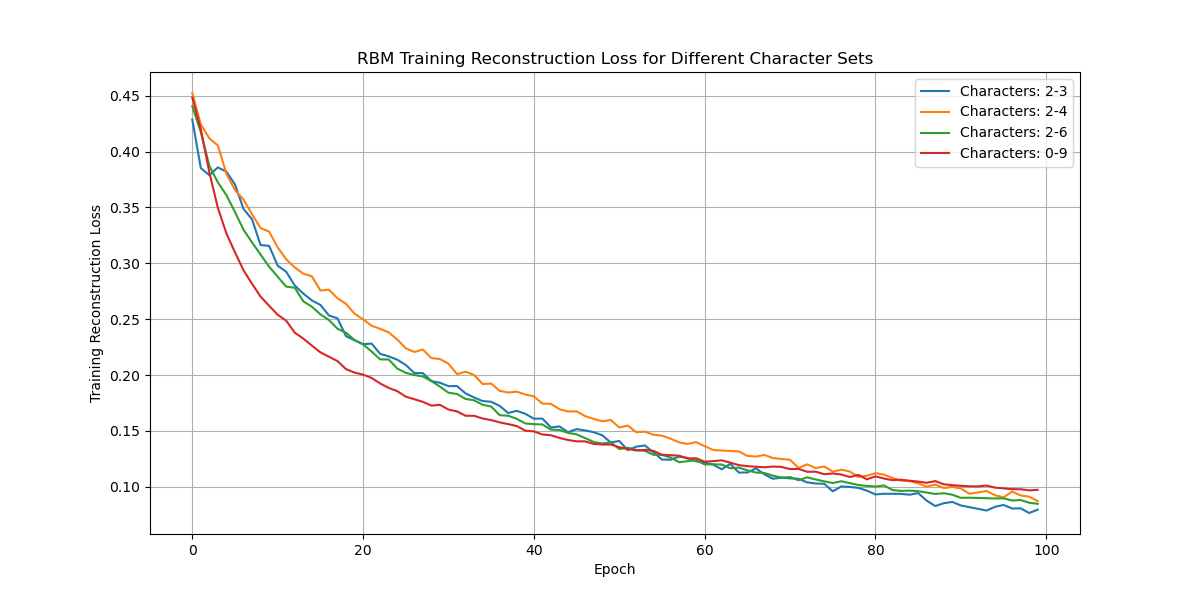 RBM Training Reconstruction Loss for Different Character Sets
Training Reconstruction Loss
0.45
0.40
0.35
0.30
0.25
0.20
0.15
0.10
Characters: 2-3
Characters: 2-4
Characters: 2-6
Characters: 0-9
0 20 40 60 80 100
Epoch